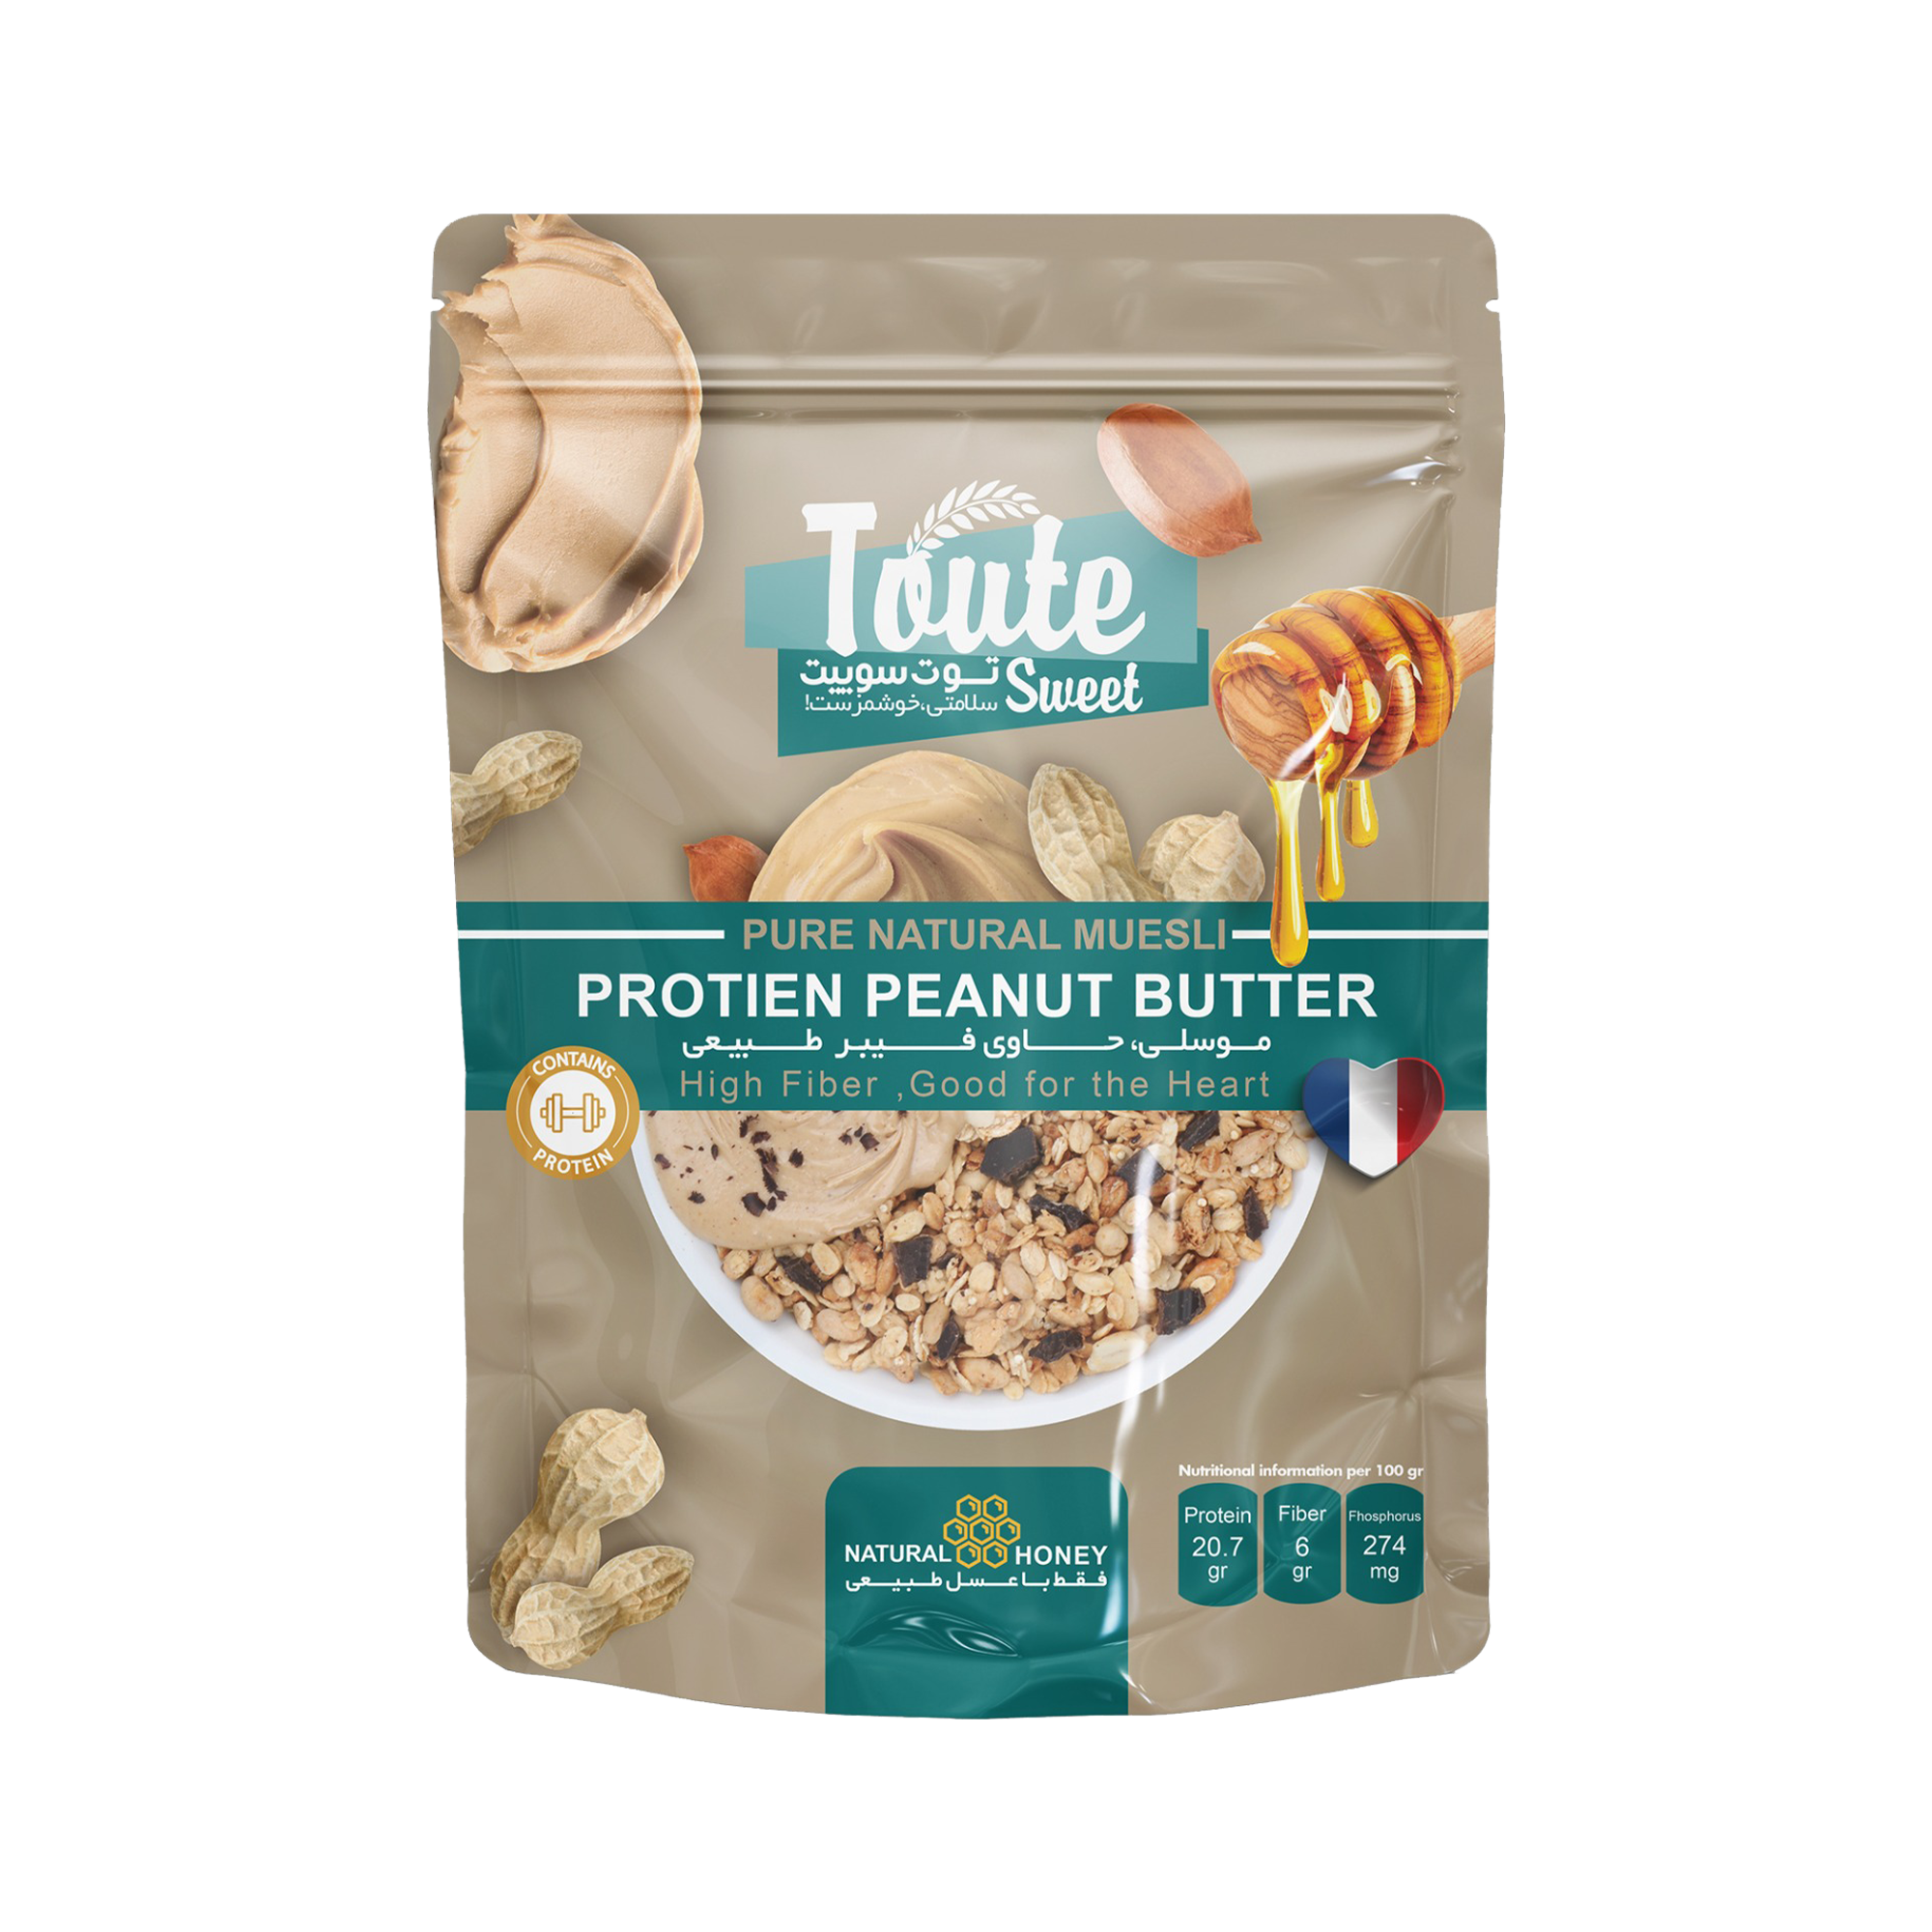 Toute
توت سوییت
Sweet
سلامتی،خوشمزست!
PURE NATURAL MUESLI
PROTIEN PEANUT BUTTER
موسلی، حاوی فیبر طبیعی
High Fiber ,Good for the Heart
CONTAINS
PROTEIN
NATURAL HONEY
فقط با عسل طبیعی
Nutritional information per 100 gr
Protein
20.7
gr
Fiber
6
gr
Fhosphorus
274
mg